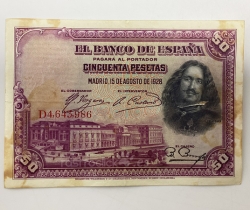 EL BANCO DE ESPAÑA
PAGARÁ AL PORTADOR
CINCUENTA PESETAS
MADRID, 15 DE AGOSTO DE 1928
EL GOBERNADOR
EL INTERVENTOR
D4,645,986
EL CAJERO
50
50
50